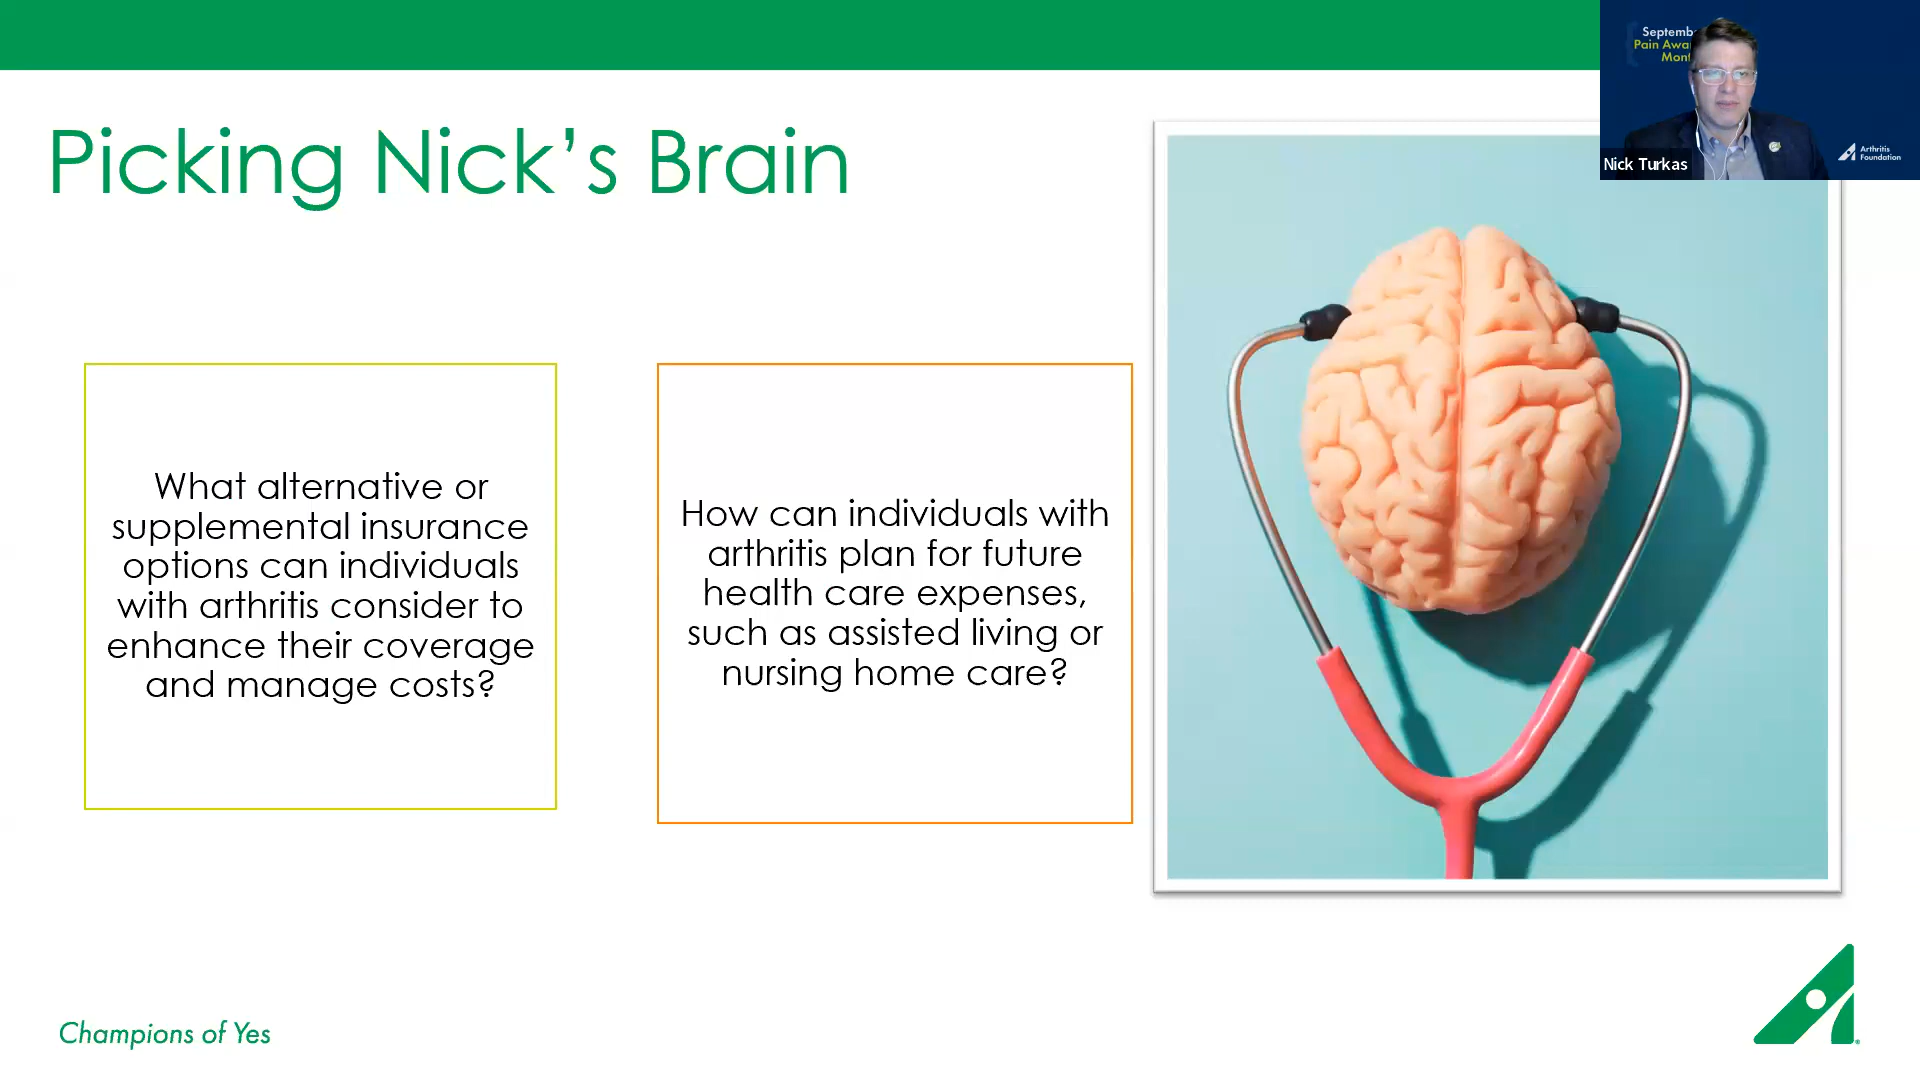 Picking Nick’s Brain
What alternative or
supplemental insurance
options can individuals
with arthritis consider to
enhance their coverage
and manage costs?
How can individuals with
arthritis plan for future
health care expenses,
such as assisted living or
nursing home care?
Champions of Yes
Nick Turkas
Arthritis
Foundation